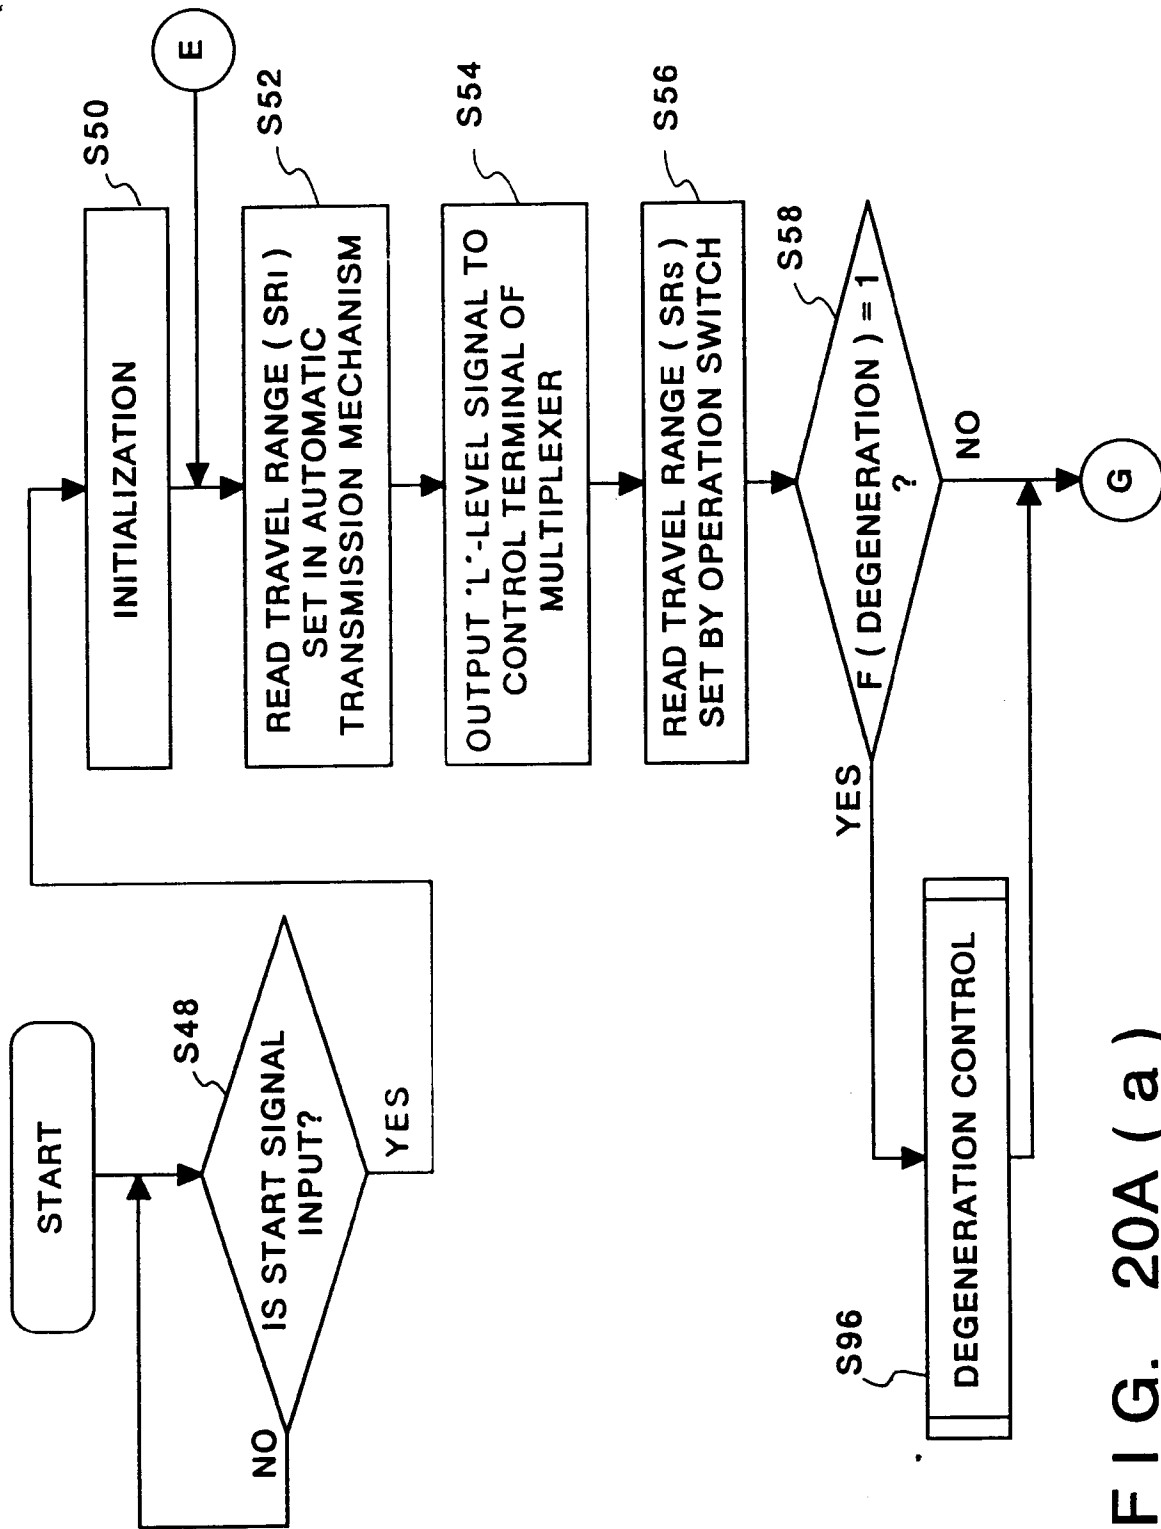 START
S48
IS START SIGNAL
INPUT?
NO
YES
S50
INITIALIZATION
E
S52
READ TRAVEL RANGE ( SRI )
SET IN AUTOMATIC
TRANSMISSION MECHANISM
S54
OUTPUT "L"-LEVEL SIGNAL TO
CONTROL TERMINAL OF
MULTIPLEXER
S56
READ TRAVEL RANGE ( SRs )
SET BY OPERATION SWITCH
S58
F ( DEGENERATION ) = 1
?
YES
NO
S96
DEGENERATION CONTROL
G
FIG. 20A ( a )